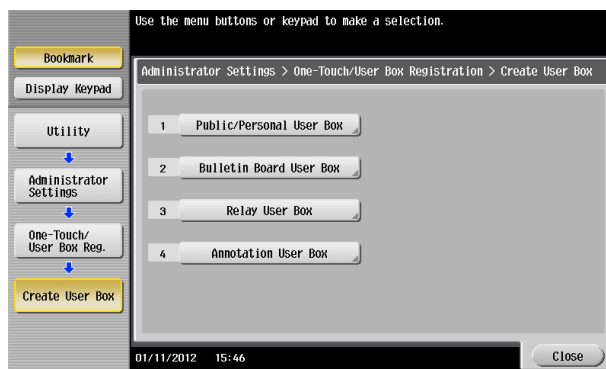 Use the menu buttons or keypad to make a selection.
Bookmark
Display Keypad
Utility
Administrator
Settings
One-Touch/
User Box Reg.
Create User Box
Administrator Settings > One-Touch/User Box Registration > Create User Box
1 Public/Personal User Box
2 Bulletin Board User Box
3 Relay User Box
4 Annotation User Box
01/11/2012 15:46
Close